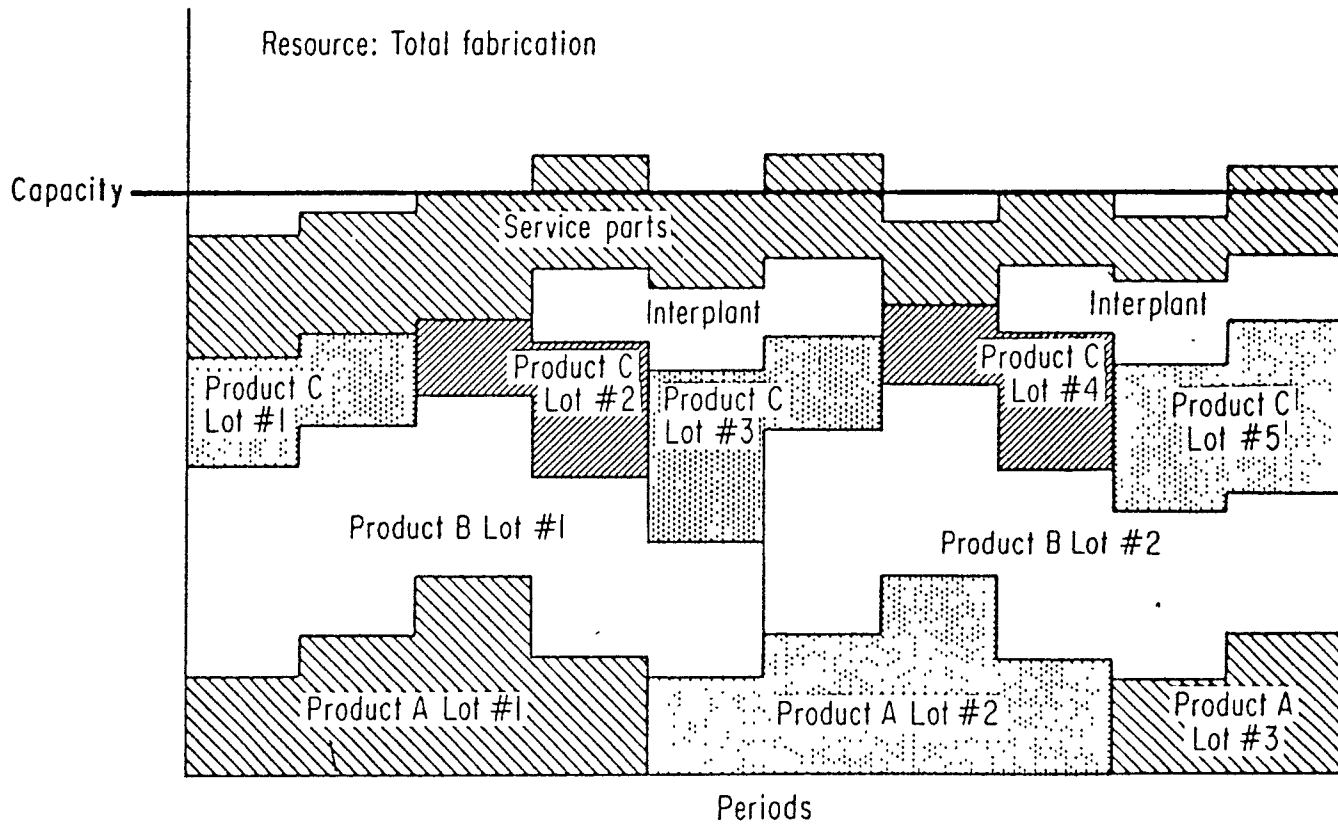 Resource: Total fabrication
Capacity
Service parts
Interplant
Interplant
Product C
Lot #1
Product C
Lot #2
Product C
Lot #3
Product C
Lot #4
Product C
Lot #5
Product B Lot #1
Product B Lot #2
Product A Lot #1
Product A Lot #2
Product A
Lot #3
Periods